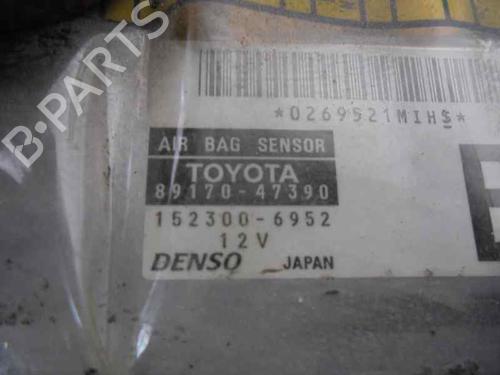 *0269521MIHS*
AIR BAG SENSOR
TOYOTA
89170-47390
152300-6952
12V
DENSO JAPAN
B-PARTS